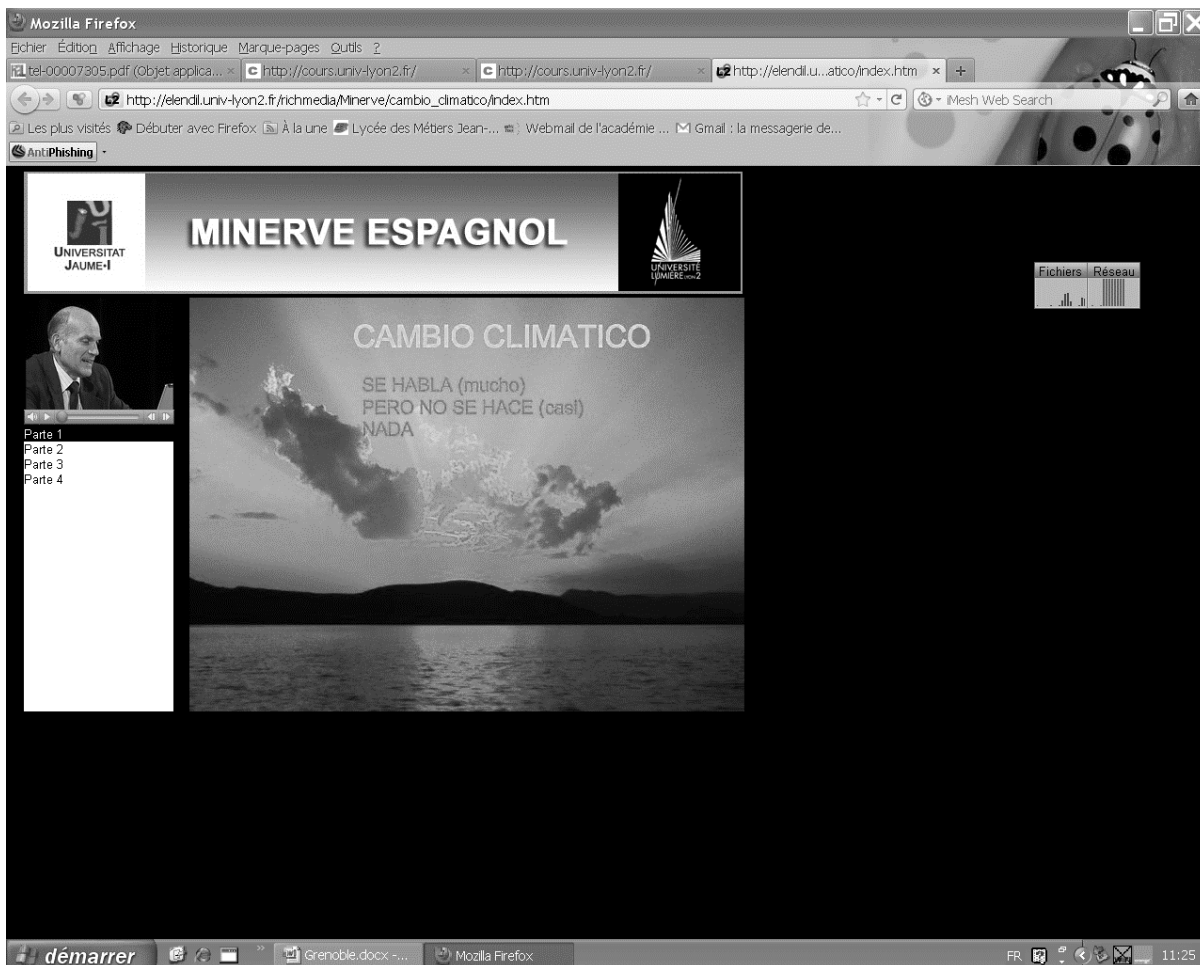 Mozilla Firefox
Fichier Édition Affichage Historique Marque-pages Outils ?
tel-00007305.pdf (Objet applica... http://cours.univ-lyon2.fr/ http://cours.univ-lyon2.fr/ http://elendil.u...atico/index.htm
http://elendil.univ-lyon2.fr/richmedia/Minerve/cambio_climatico/index.htm iMesh Web Search
Les plus visités Débuter avec Firefox À la une Lycée des Métiers Jean-... Webmail de l'académie ... Gmail : la messagerie de...
AntiPhishing
UNIVERSITAT
JAUME·I
MINERVE ESPAGNOL
UNIVERSITÉ
LUMIÈRE LYON 2
Fichiers Réseau
CAMBIO CLIMATICO
SE HABLA (mucho)
PERO NO SE HACE (casi)
NADA
Parte 1
Parte 2
Parte 3
Parte 4
démarrer Grenoble.docx -... Mozilla Firefox FR 11:25